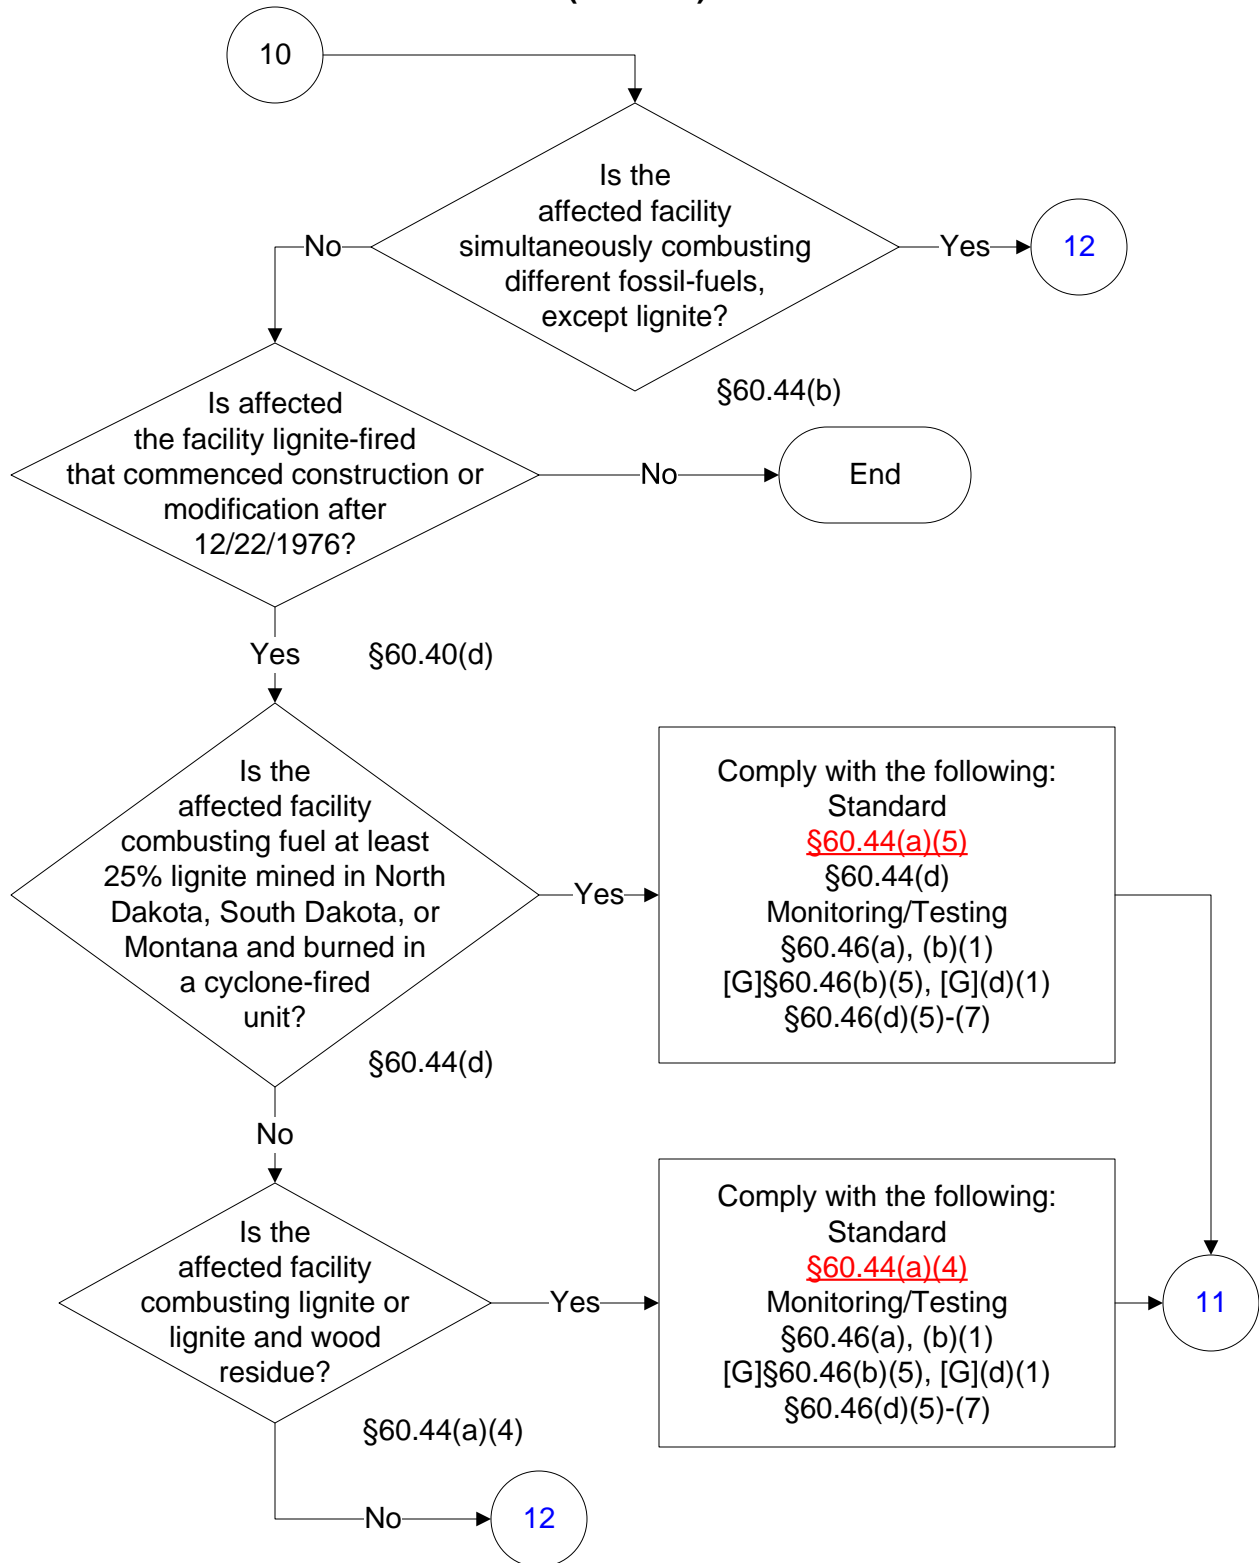 10
Is the
affected facility
simultaneously combusting
different fossil-fuels,
except lignite?
No
Yes
12
§60.44(b)
Is affected
the facility lignite-fired
that commenced construction or
modification after
12/22/1976?
No
End
Yes
§60.40(d)
Is the
affected facility
combusting fuel at least
25% lignite mined in North
Dakota, South Dakota, or
Montana and burned in
a cyclone-fired
unit?
Yes
Comply with the following:
Standard
§60.44(a)(5)
§60.44(d)
Monitoring/Testing
§60.46(a), (b)(1)
[G]§60.46(b)(5), [G](d)(1)
§60.46(d)(5)-(7)
§60.44(d)
No
Is the
affected facility
combusting lignite or
lignite and wood
residue?
Yes
Comply with the following:
Standard
§60.44(a)(4)
Monitoring/Testing
§60.46(a), (b)(1)
[G]§60.46(b)(5), [G](d)(1)
§60.46(d)(5)-(7)
11
§60.44(a)(4)
No
12